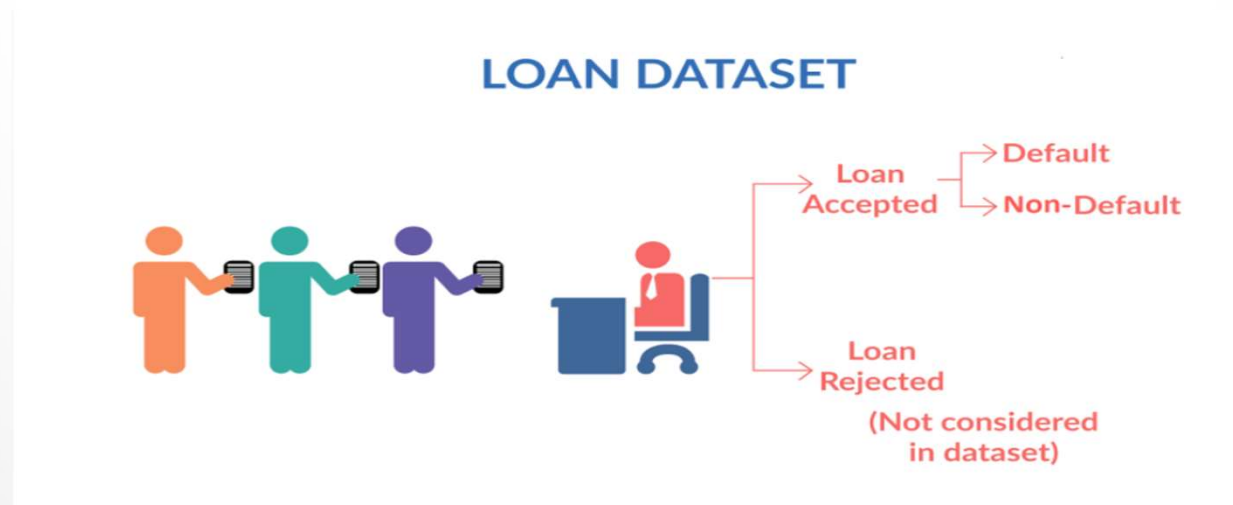 LOAN DATASET
Loan
Accepted
Default
Non-Default
Loan
Rejected
(Not considered
in dataset)